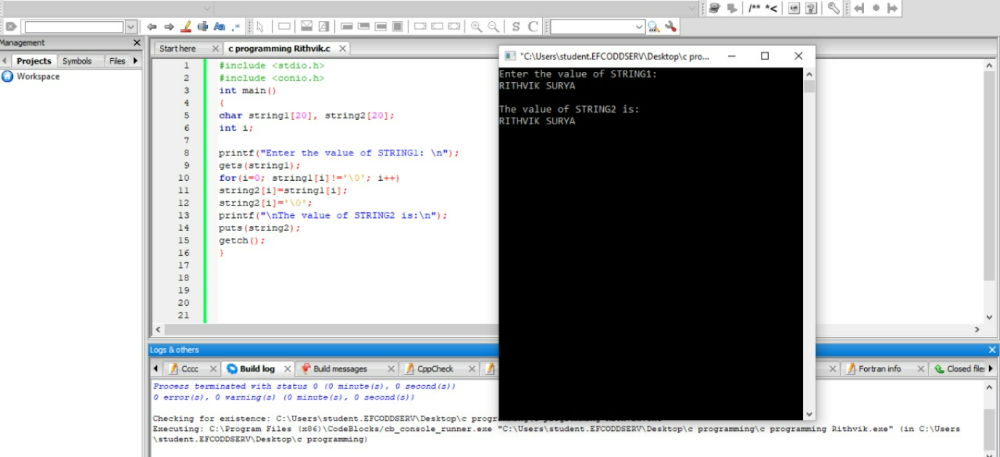 /** *<
S C
Management
Projects Symbols Files
Workspace
Start here c programming Rithvik.c
1 #include <stdio.h>
2 #include <conio.h>
3 int main()
4 {
5 char string1[20], string2[20];
6 int i;
7
8 printf("Enter the value of STRING1: \n");
9 gets(string1);
10 for(i=0; string1[i]!='\0'; i++)
11 string2[i]=string1[i];
12 string2[i]='\0';
13 printf("\nThe value of STRING2 is:\n");
14 puts(string2);
15 getch();
16 }
17
18
19
20
21
"C:\Users\student.EFCODDSERV\Desktop\c pro...
Enter the value of STRING1:
RITHVIK SURYA
The value of STRING2 is:
RITHVIK SURYA
Logs & others
Cccc Build log Build messages CppCheck Fortran info Closed files
Process terminated with status 0 (0 minute(s), 0 second(s))
0 error(s), 0 warning(s) (0 minute(s), 0 second(s))
Checking for existence: C:\Users\student.EFCODDSERV\Desktop\c
Executing: C:\Program Files (x86)\CodeBlocks/cb_console_runner.exe "C:\Users\student.EFCODDSERV\Desktop\c programming\c programming Rithvik.exe" (in C:\Users
\student.EFCODDSERV\Desktop\c programming)